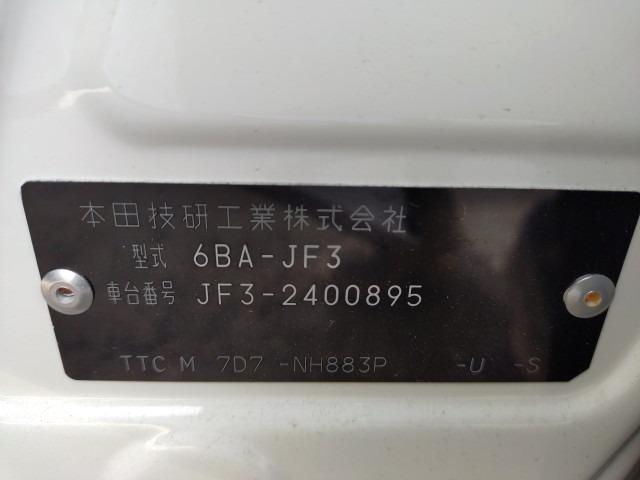 本田技研工業株式会社
型式 6BA-JF3
車台番号 JF3-2400895
TTC M 7D7 -NH883P -U -S